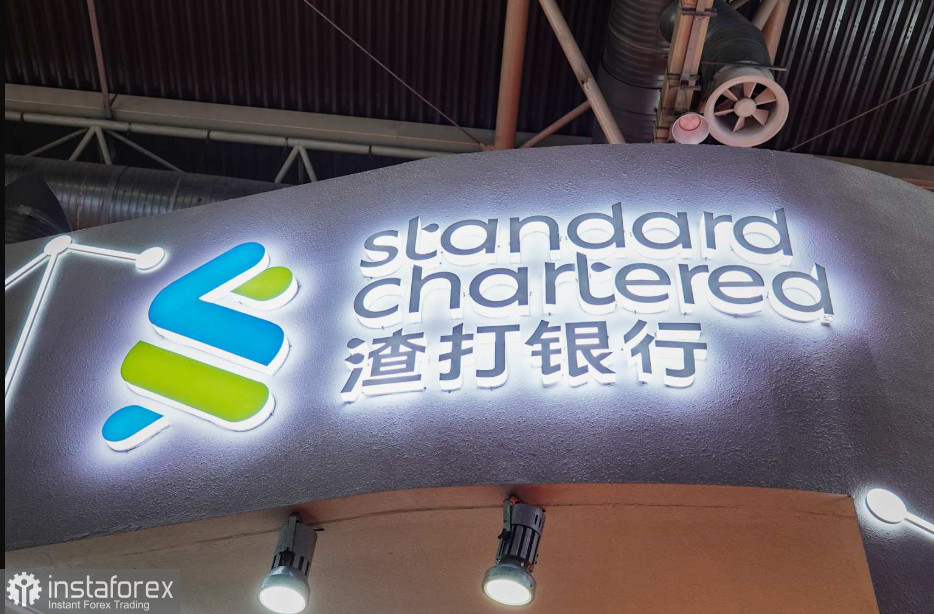 standard
chartered
渣打银行
instaforex
Instant Forex Trading